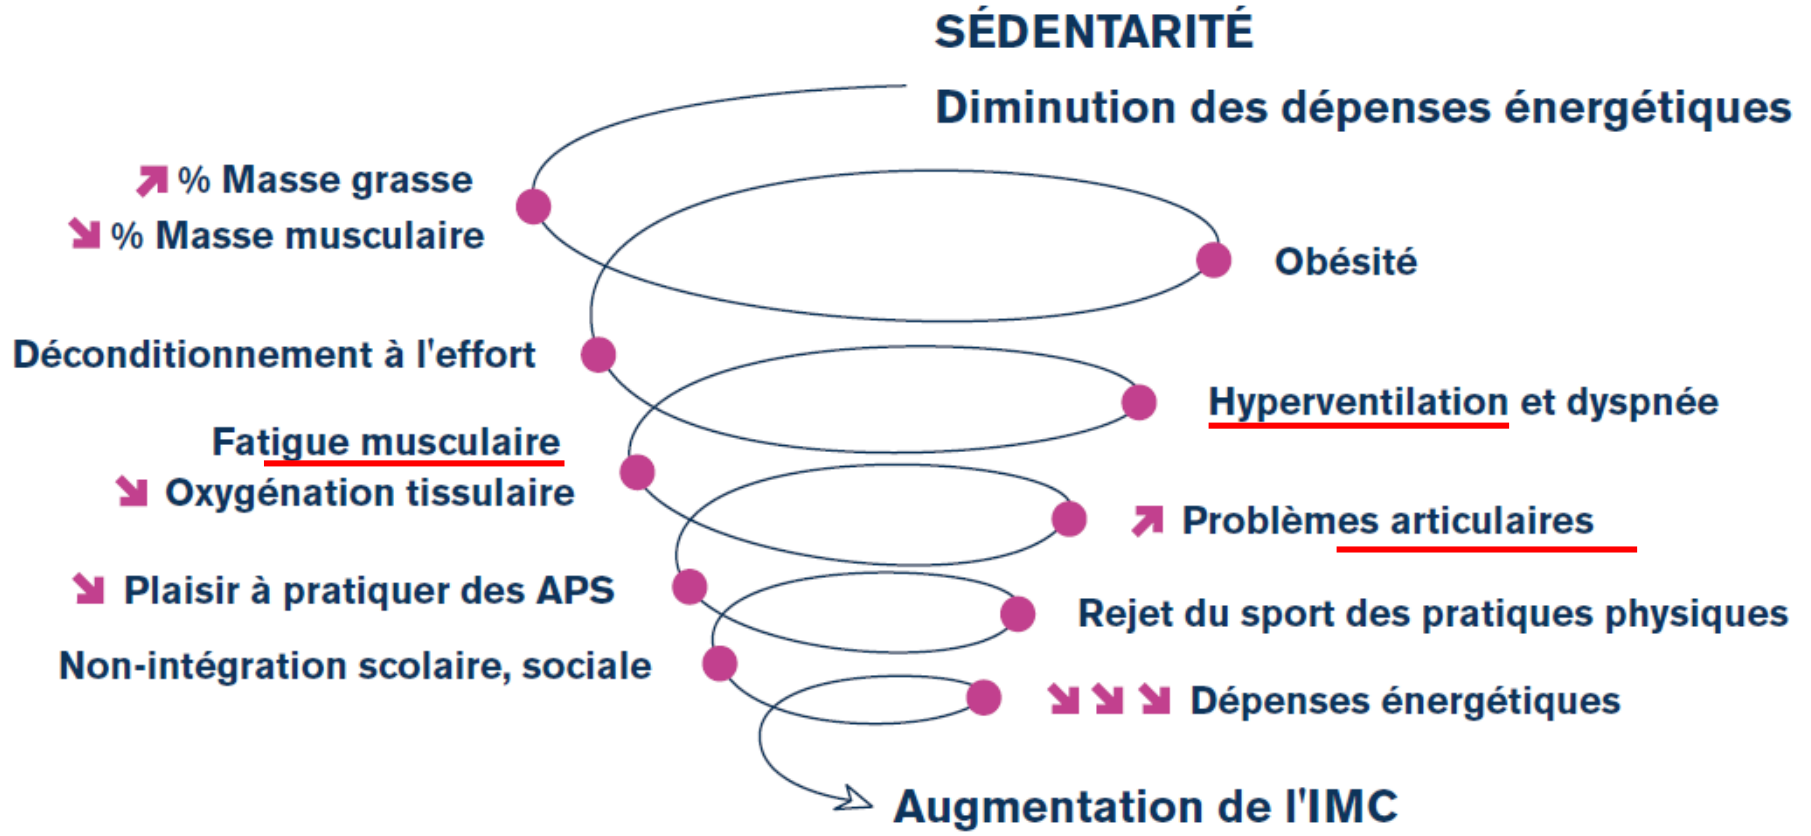 SÉDENTARITÉ
Diminution des dépenses énergétiques
% Masse grasse
% Masse musculaire
Obésité
Déconditionnement à l'effort
Hyperventilation et dyspnée
Fatigue musculaire
Oxygénation tissulaire
Problèmes articulaires
Plaisir à pratiquer des APS
Rejet du sport des pratiques physiques
Non-intégration scolaire, sociale
Dépenses énergétiques
Augmentation de l'IMC